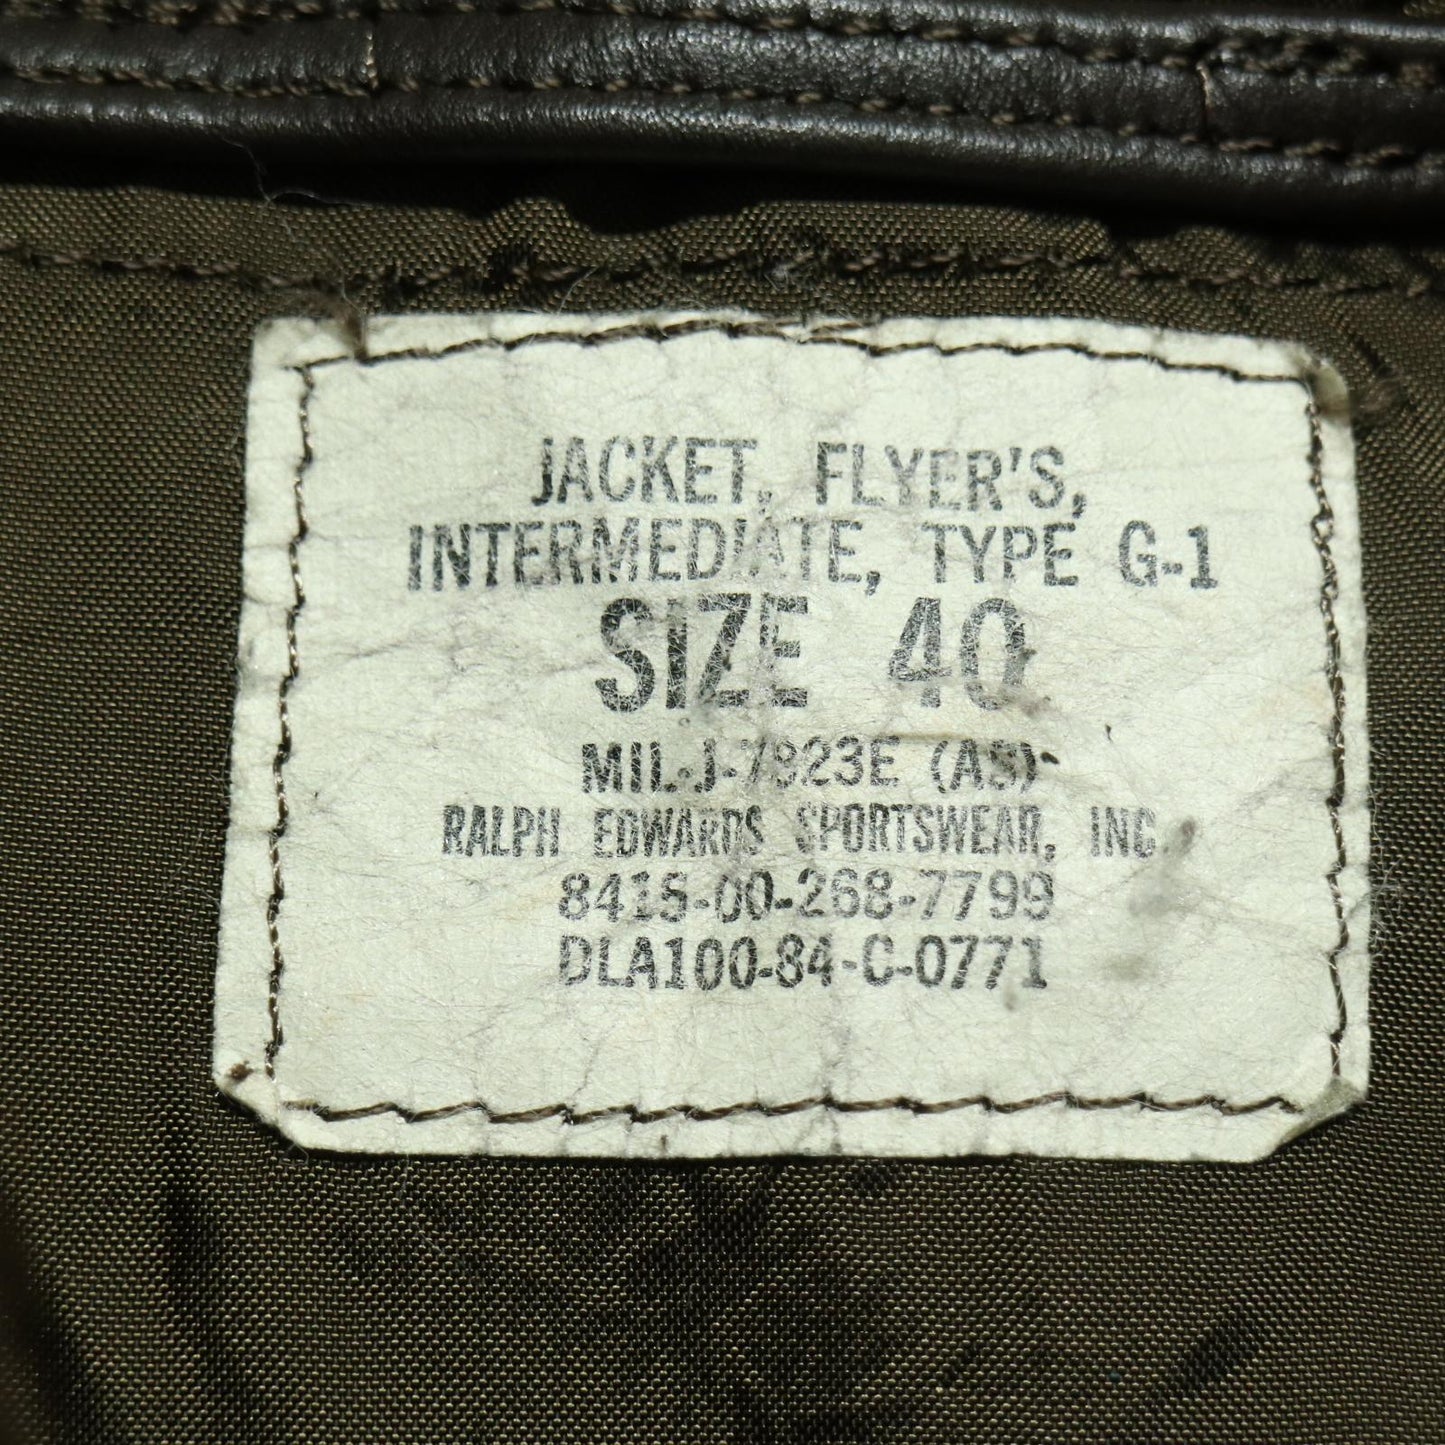 JACKET, FLYER'S,
INTERMEDIATE, TYPE G-1
SIZE 40
MIL-J-7823E (AS)
RALPH EDWARDS SPORTSWEAR, INC.
8415-00-268-7799
DLA100-84-C-0771